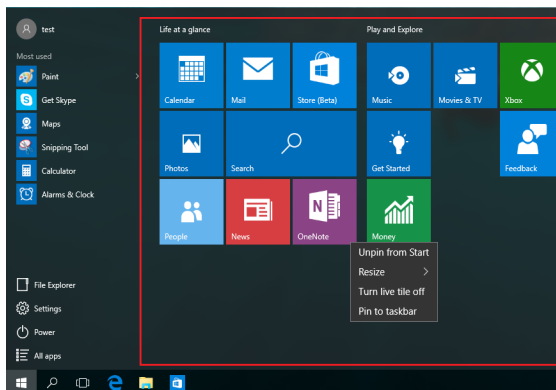 test
Life at a glance
Play and Explore
Most used
Paint
Get Skype
Maps
Snipping Tool
Calculator
Alarms & Clock
Calendar
Mail
Store (Beta)
Music
Movies & TV
Xbox
Photos
Search
Get Started
Feedback
People
News
OneNote
Money
Unpin from Start
Resize
Turn live tile off
Pin to taskbar
File Explorer
Settings
Power
All apps